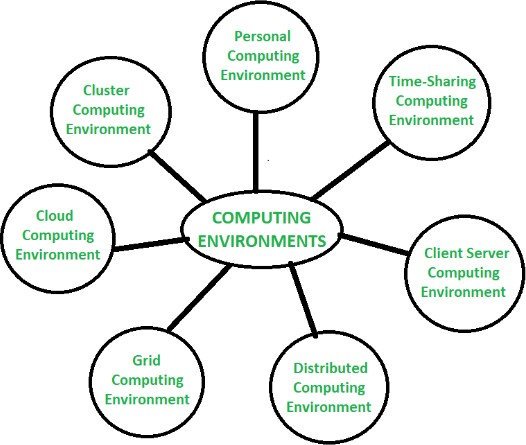 Personal
Computing
Environment
Time-Sharing
Computing
Environment
Client Server
Computing
Environment
Distributed
Computing
Environment
Grid
Computing
Environment
Cloud
Computing
Environment
Cluster
Computing
Environment
COMPUTING
ENVIRONMENTS